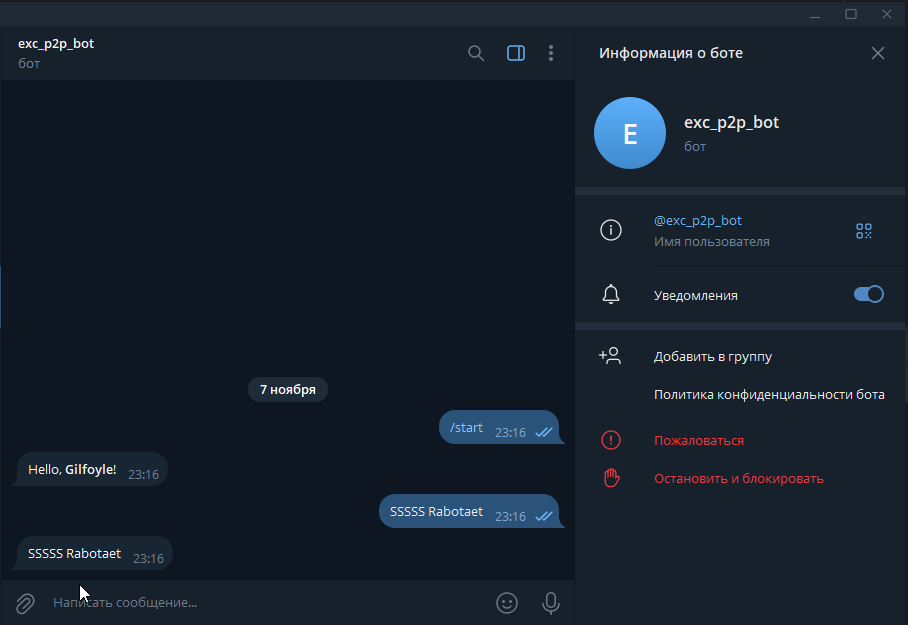 exc_p2p_bot
бот
7 ноября
/start 23:16
Hello, Gilfoyle! 23:16
SSSSS Rabotaet 23:16
SSSSS Rabotaet 23:16
Написать сообщение...
Информация о боте
E
exc_p2p_bot
бот
@exc_p2p_bot
Имя пользователя
Уведомления
Добавить в группу
Политика конфиденциальности бота
Пожаловаться
Остановить и блокировать